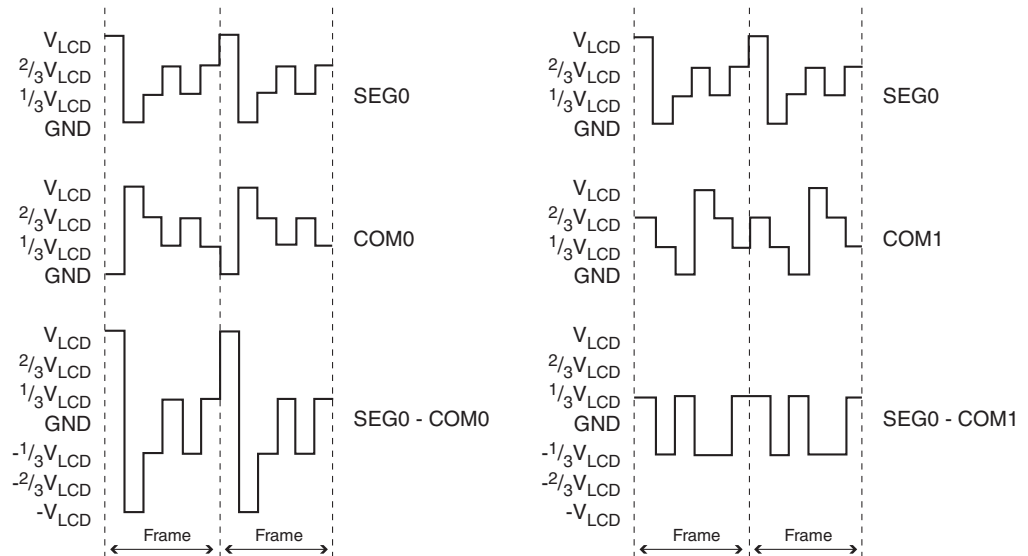 V_LCD
2/3V_LCD
1/3V_LCD
GND
SEG0
V_LCD
2/3V_LCD
1/3V_LCD
GND
COM0
V_LCD
2/3V_LCD
1/3V_LCD
GND
-1/3V_LCD
-2/3V_LCD
-V_LCD
SEG0 - COM0
Frame
Frame
V_LCD
2/3V_LCD
1/3V_LCD
GND
SEG0
V_LCD
2/3V_LCD
1/3V_LCD
GND
COM1
V_LCD
2/3V_LCD
1/3V_LCD
GND
-1/3V_LCD
-2/3V_LCD
-V_LCD
SEG0 - COM1
Frame
Frame